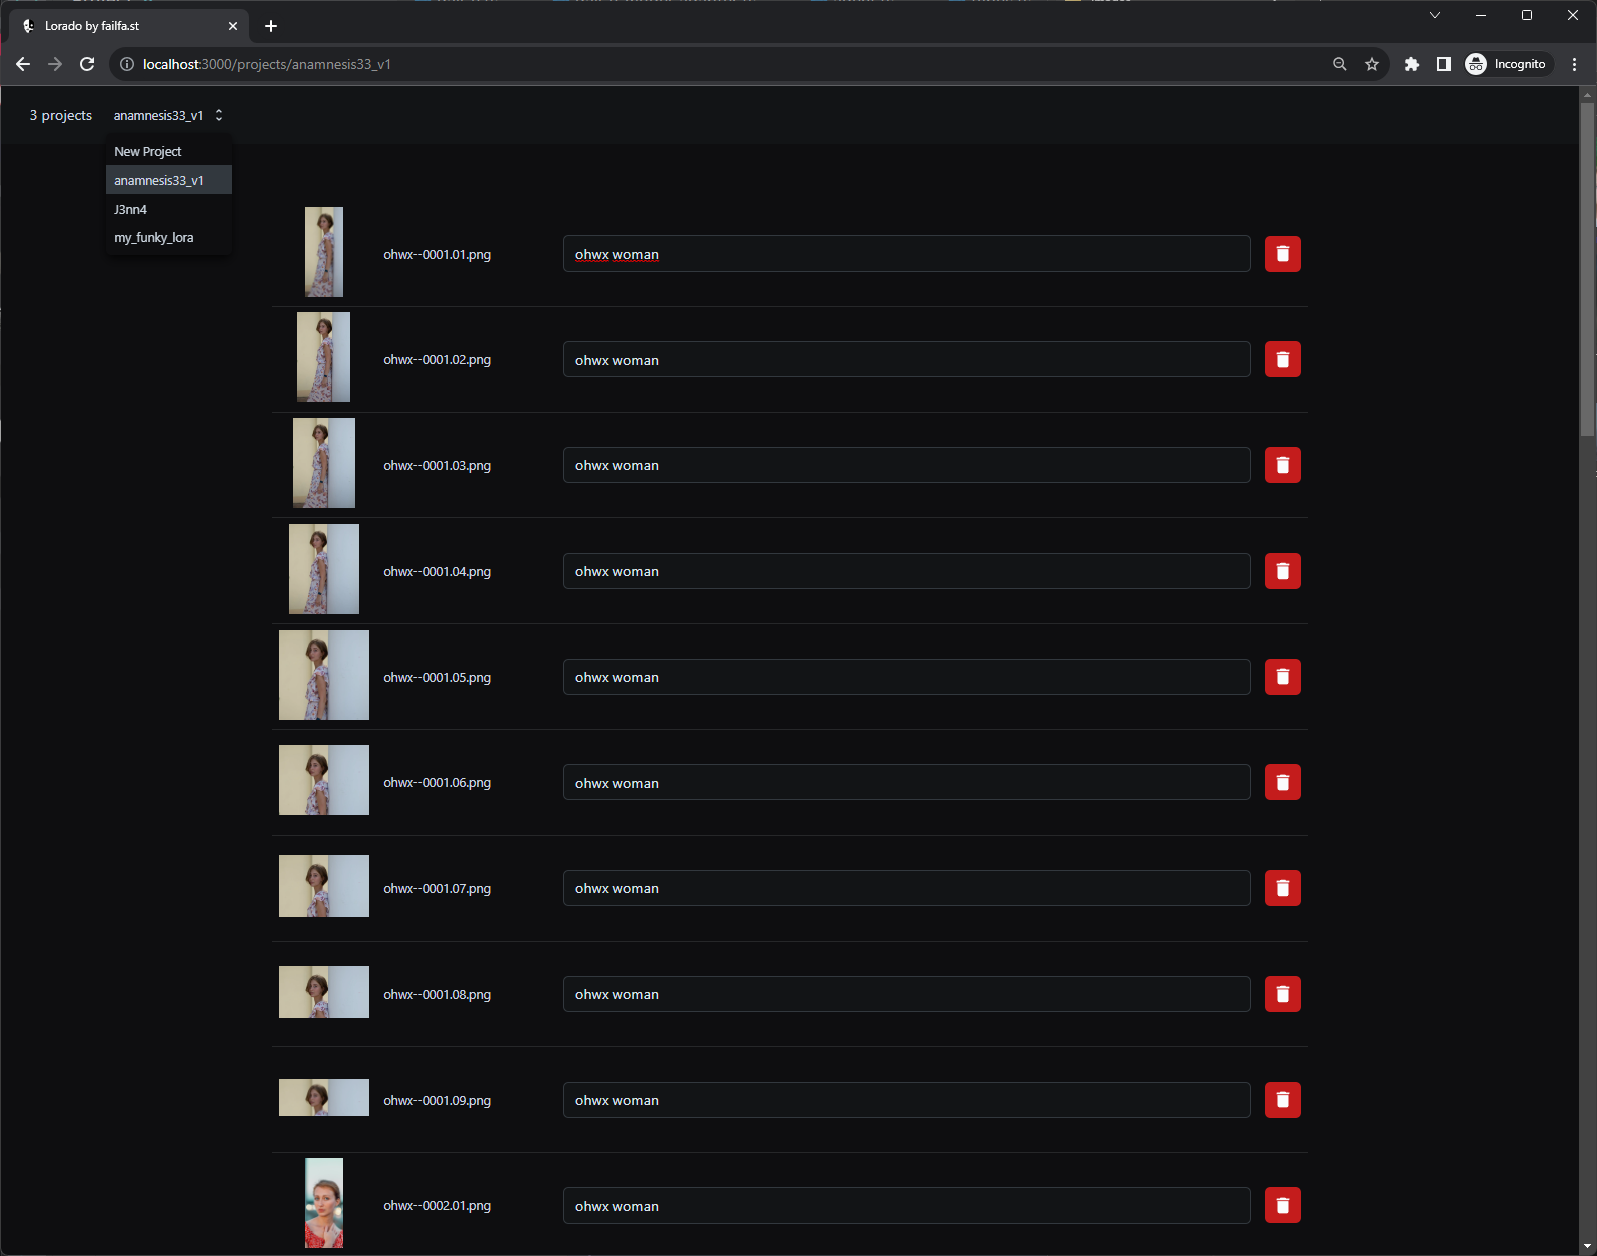 Lorado by failfa.st
localhost:3000/projects/anamnesis33_v1
Incognito
3 projects
anamnesis33_v1
New Project
anamnesis33_v1
J3nn4
my_funky_lora
ohwx--0001.01.png
ohwx woman
ohwx--0001.02.png
ohwx woman
ohwx--0001.03.png
ohwx woman
ohwx--0001.04.png
ohwx woman
ohwx--0001.05.png
ohwx woman
ohwx--0001.06.png
ohwx woman
ohwx--0001.07.png
ohwx woman
ohwx--0001.08.png
ohwx woman
ohwx--0001.09.png
ohwx woman
ohwx--0002.01.png
ohwx woman